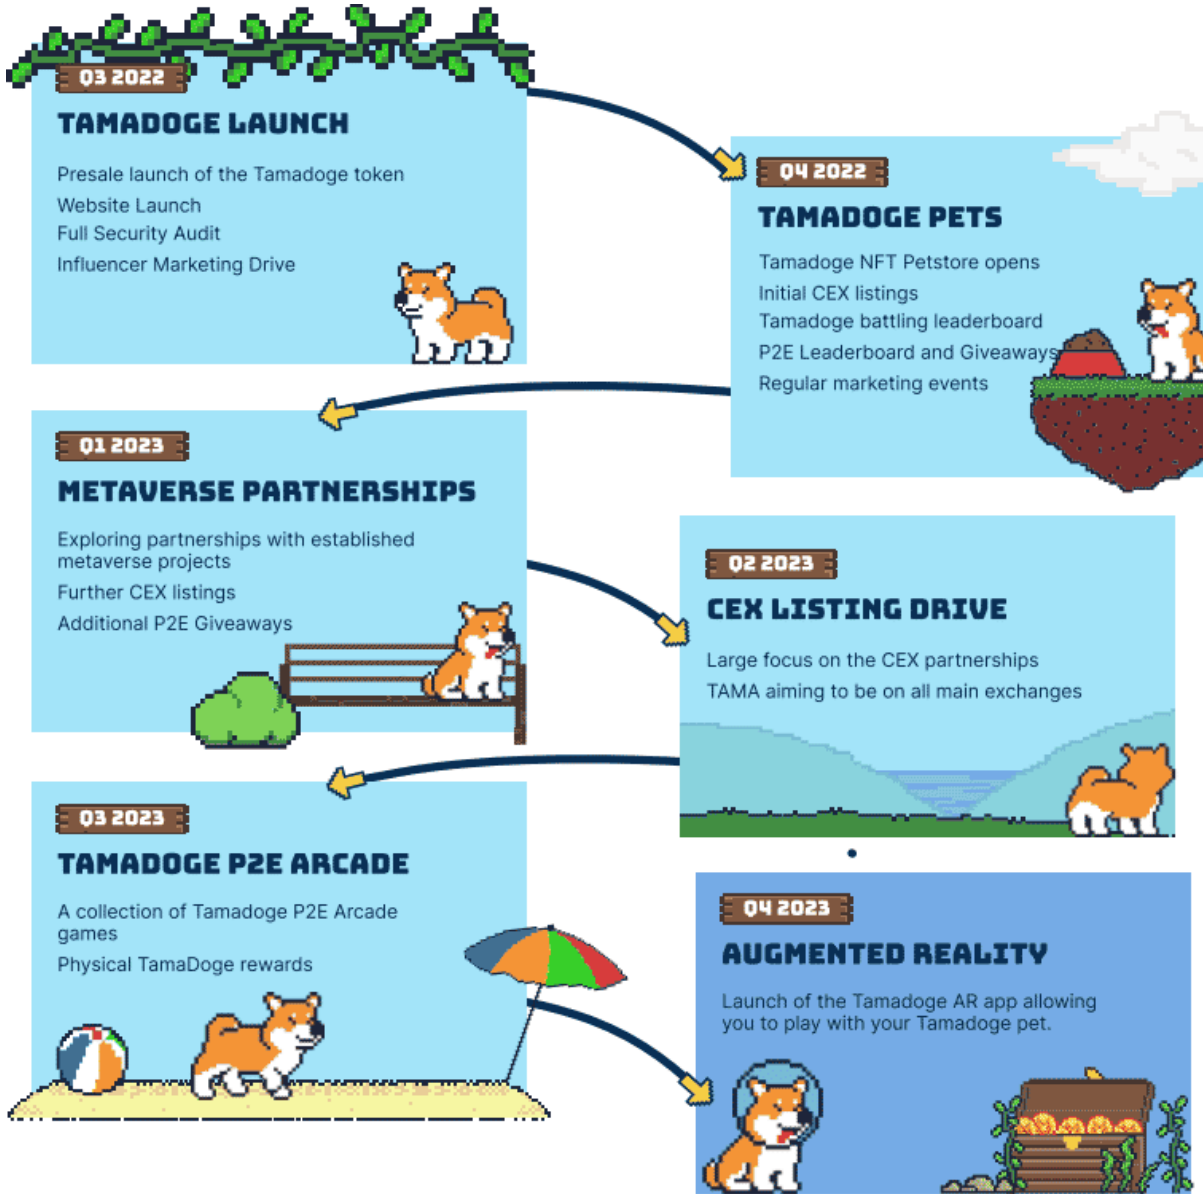 Q3 2022
TAMADOGE LAUNCH
Presale launch of the Tamadoge token
Website Launch
Full Security Audit
Influencer Marketing Drive
Q4 2022
TAMADOGE PETS
Tamadoge NFT Petstore opens
Initial CEX listings
Tamadoge battling leaderboard
P2E Leaderboard and Giveaways
Regular marketing events
Q1 2023
METAVERSE PARTNERSHIPS
Exploring partnerships with established
metaverse projects
Further CEX listings
Additional P2E Giveaways
Q2 2023
CEX LISTING DRIVE
Large focus on the CEX partnerships
TAMA aiming to be on all main exchanges
Q3 2023
TAMADOGE P2E ARCADE
A collection of Tamadoge P2E Arcade
games
Physical TamaDoge rewards
Q4 2023
AUGMENTED REALITY
Launch of the Tamadoge AR app allowing
you to play with your Tamadoge pet.